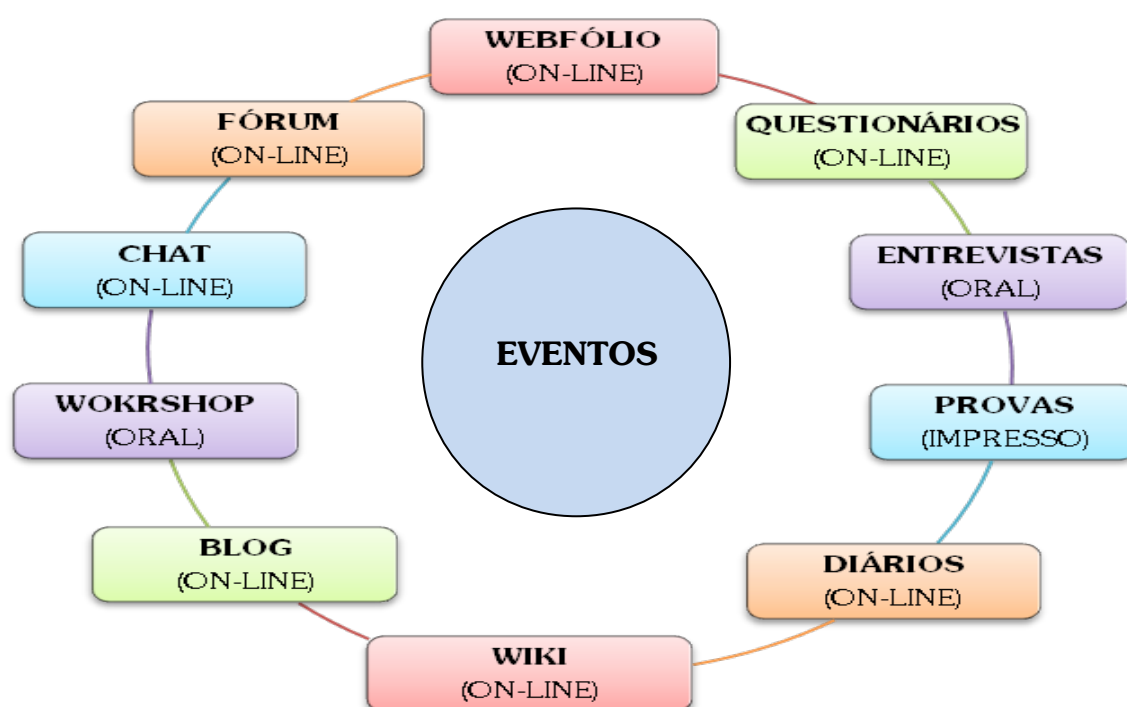 WEBFÓLIO
(ON-LINE)
QUESTIONÁRIOS
(ON-LINE)
ENTREVISTAS
(ORAL)
PROVAS
(IMPRESSO)
DIÁRIOS
(ON-LINE)
WIKI
(ON-LINE)
BLOG
(ON-LINE)
WOKRSHOP
(ORAL)
CHAT
(ON-LINE)
FÓRUM
(ON-LINE)
EVENTOS